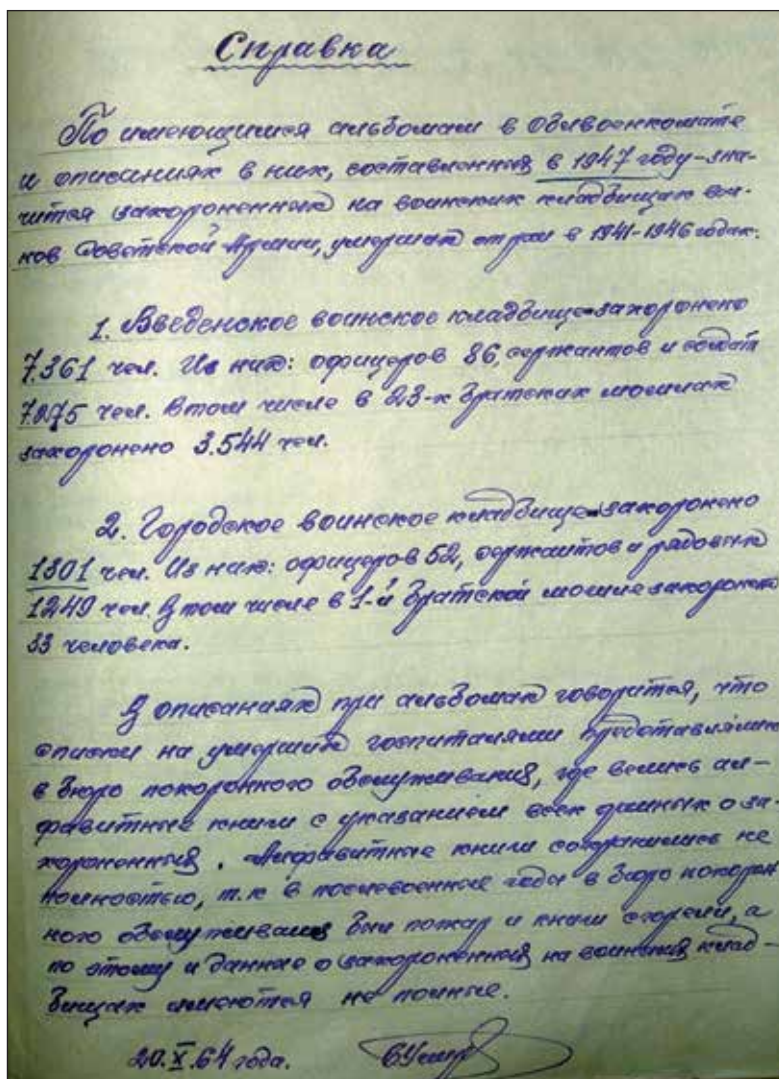 Справка
По имеющимся альбомам в Облвоенкомате
и описаниях в них, составленных в 1947 году-зна-
чится захороненных на воинских кладбищах вои-
нов Советской Армии, умерших от ран в 1941-1946 годах:
1. Введенское воинское кладбище-захоронено
7.361 чел. Из них: офицеров 86, сержантов и солдат
7.275 чел. В том числе в 23-х братских могилах
захоронено 3.544 чел.
2. Городское воинское кладбище-захоронено
1301 чел. Из них: офицеров 52, сержантов и рядовых
1249 чел. В том числе в 1-й братской могиле захоронено
33 человека.
В описаниях при альбомах говорится, что
списки на умерших госпиталями представлялись
в бюро похоронного обслуживания, где велись ал-
фавитные книги с указанием всех данных о за-
хороненных. Алфавитные книги сохранились не
полностью, т.к в послевоенные года в бюро похорон
ного обслуживания был пожар и книги сгорели, а
по этому и данные о захороненных на воинских клад-
бищах имеются не полные.
20.X.64 года.